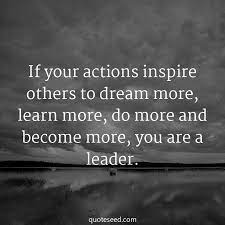 If your actions inspire
others to dream more,
learn more, do more and
become more, you are a
leader.
quoteseed.com